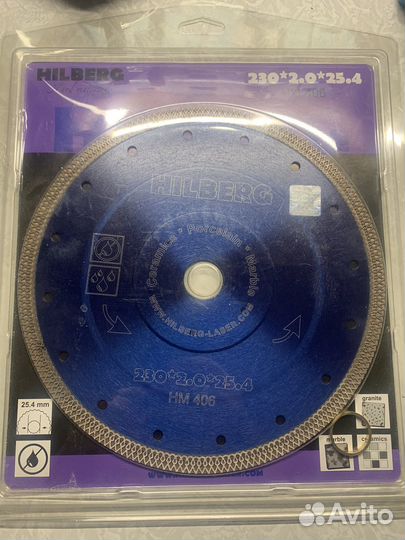 HILBERG
230*2.0*25.4
HILBERG
Ceramics • Porcelain • Marble
WWW.HILBERG-LASER.COM
230*2.0*25.4
HM 406
25.4 mm
granite
marble
ceramics
Avito